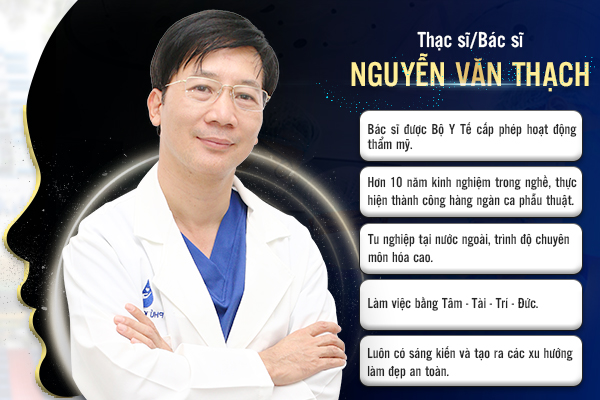 Thạc sĩ/Bác sĩ
NGUYỄN VĂN THẠCH
Bác sĩ được Bộ Y Tế cấp phép hoạt động
thẩm mỹ.
Hơn 10 năm kinh nghiệm trong nghề, thực
hiện thành công hàng ngàn ca phẫu thuật.
Tu nghiệp tại nước ngoài, trình độ chuyên
môn hóa cao.
Làm việc bằng Tâm - Tài - Trí - Đức.
Luôn có sáng kiến và tạo ra các xu hướng
làm đẹp an toàn.